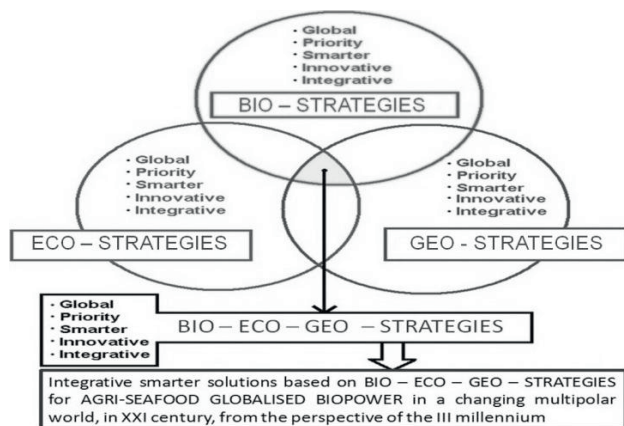 · Global
· Priority
· Smarter
· Innovative
· Integrative
BIO – STRATEGIES
· Global
· Priority
· Smarter
· Innovative
· Integrative
ECO – STRATEGIES
· Global
· Priority
· Smarter
· Innovative
· Integrative
GEO - STRATEGIES
· Global
· Priority
· Smarter
· Innovative
· Integrative
BIO – ECO – GEO – STRATEGIES
Integrative smarter solutions based on BIO – ECO – GEO – STRATEGIES
for AGRI-SEAFOOD GLOBALISED BIOPOWER in a changing multipolar
world, in XXI century, from the perspective of the III millennium